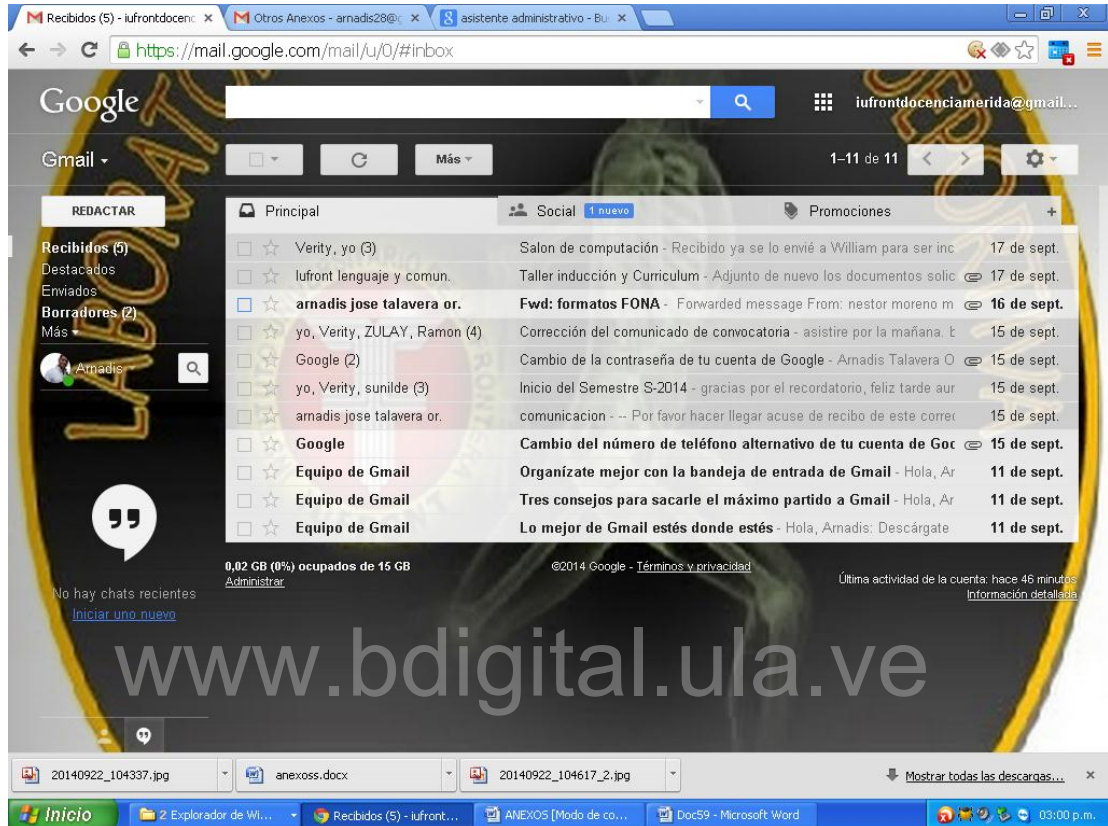 Recibidos (5) - iufrontdocenc
Otros Anexos - arnadis28@g
asistente administrativo - Bu
https://mail.google.com/mail/u/0/#inbox
Google
iufrontdocenciamerida@gmail...
Gmail
Más
1–11 de 11
REDACTAR
Principal
Social 1 nuevo
Promociones
+
Recibidos (5)
Destacados
Enviados
Borradores (2)
Más
Arnadis
Verity, yo (3) Salon de computación - Recibido ya se lo envié a William para ser inc 17 de sept.
Iufront lenguaje y comun. Taller inducción y Curriculum - Adjunto de nuevo los documentos solic 17 de sept.
arnadis jose talavera or. Fwd: formatos FONA - Forwarded message From: nestor moreno m 16 de sept.
yo, Verity, ZULAY, Ramon (4) Corrección del comunicado de convocatoria - asistire por la mañana. 15 de sept.
Google (2) Cambio de la contraseña de tu cuenta de Google - Arnadis Talavera O 15 de sept.
yo, Verity, sunilde (3) Inicio del Semestre S-2014 - gracias por el recordatorio, feliz tarde aur 15 de sept.
arnadis jose talavera or. comunicacion - -- Por favor hacer llegar acuse de recibo de este corre 15 de sept.
Google Cambio del número de teléfono alternativo de tu cuenta de Goc 15 de sept.
Equipo de Gmail Organízate mejor con la bandeja de entrada de Gmail - Hola, Ar 11 de sept.
Equipo de Gmail Tres consejos para sacarle el máximo partido a Gmail - Hola, Ar 11 de sept.
Equipo de Gmail Lo mejor de Gmail estés donde estés - Hola, Arnadis: Descárgate 11 de sept.
0,02 GB (0%) ocupados de 15 GB
Administrar
©2014 Google - Términos y privacidad
Última actividad de la cuenta: hace 46 minutos
Información detallada
No hay chats recientes
Iniciar uno nuevo
www.bdigital.ula.ve
20140922_104337.jpg
anexoss.docx
20140922_104617_2.jpg
Mostrar todas las descargas...
Inicio
2 Explorador de Wi...
Recibidos (5) - iufront...
ANEXOS [Modo de co...
Doc59 - Microsoft Word
03:00 p.m.